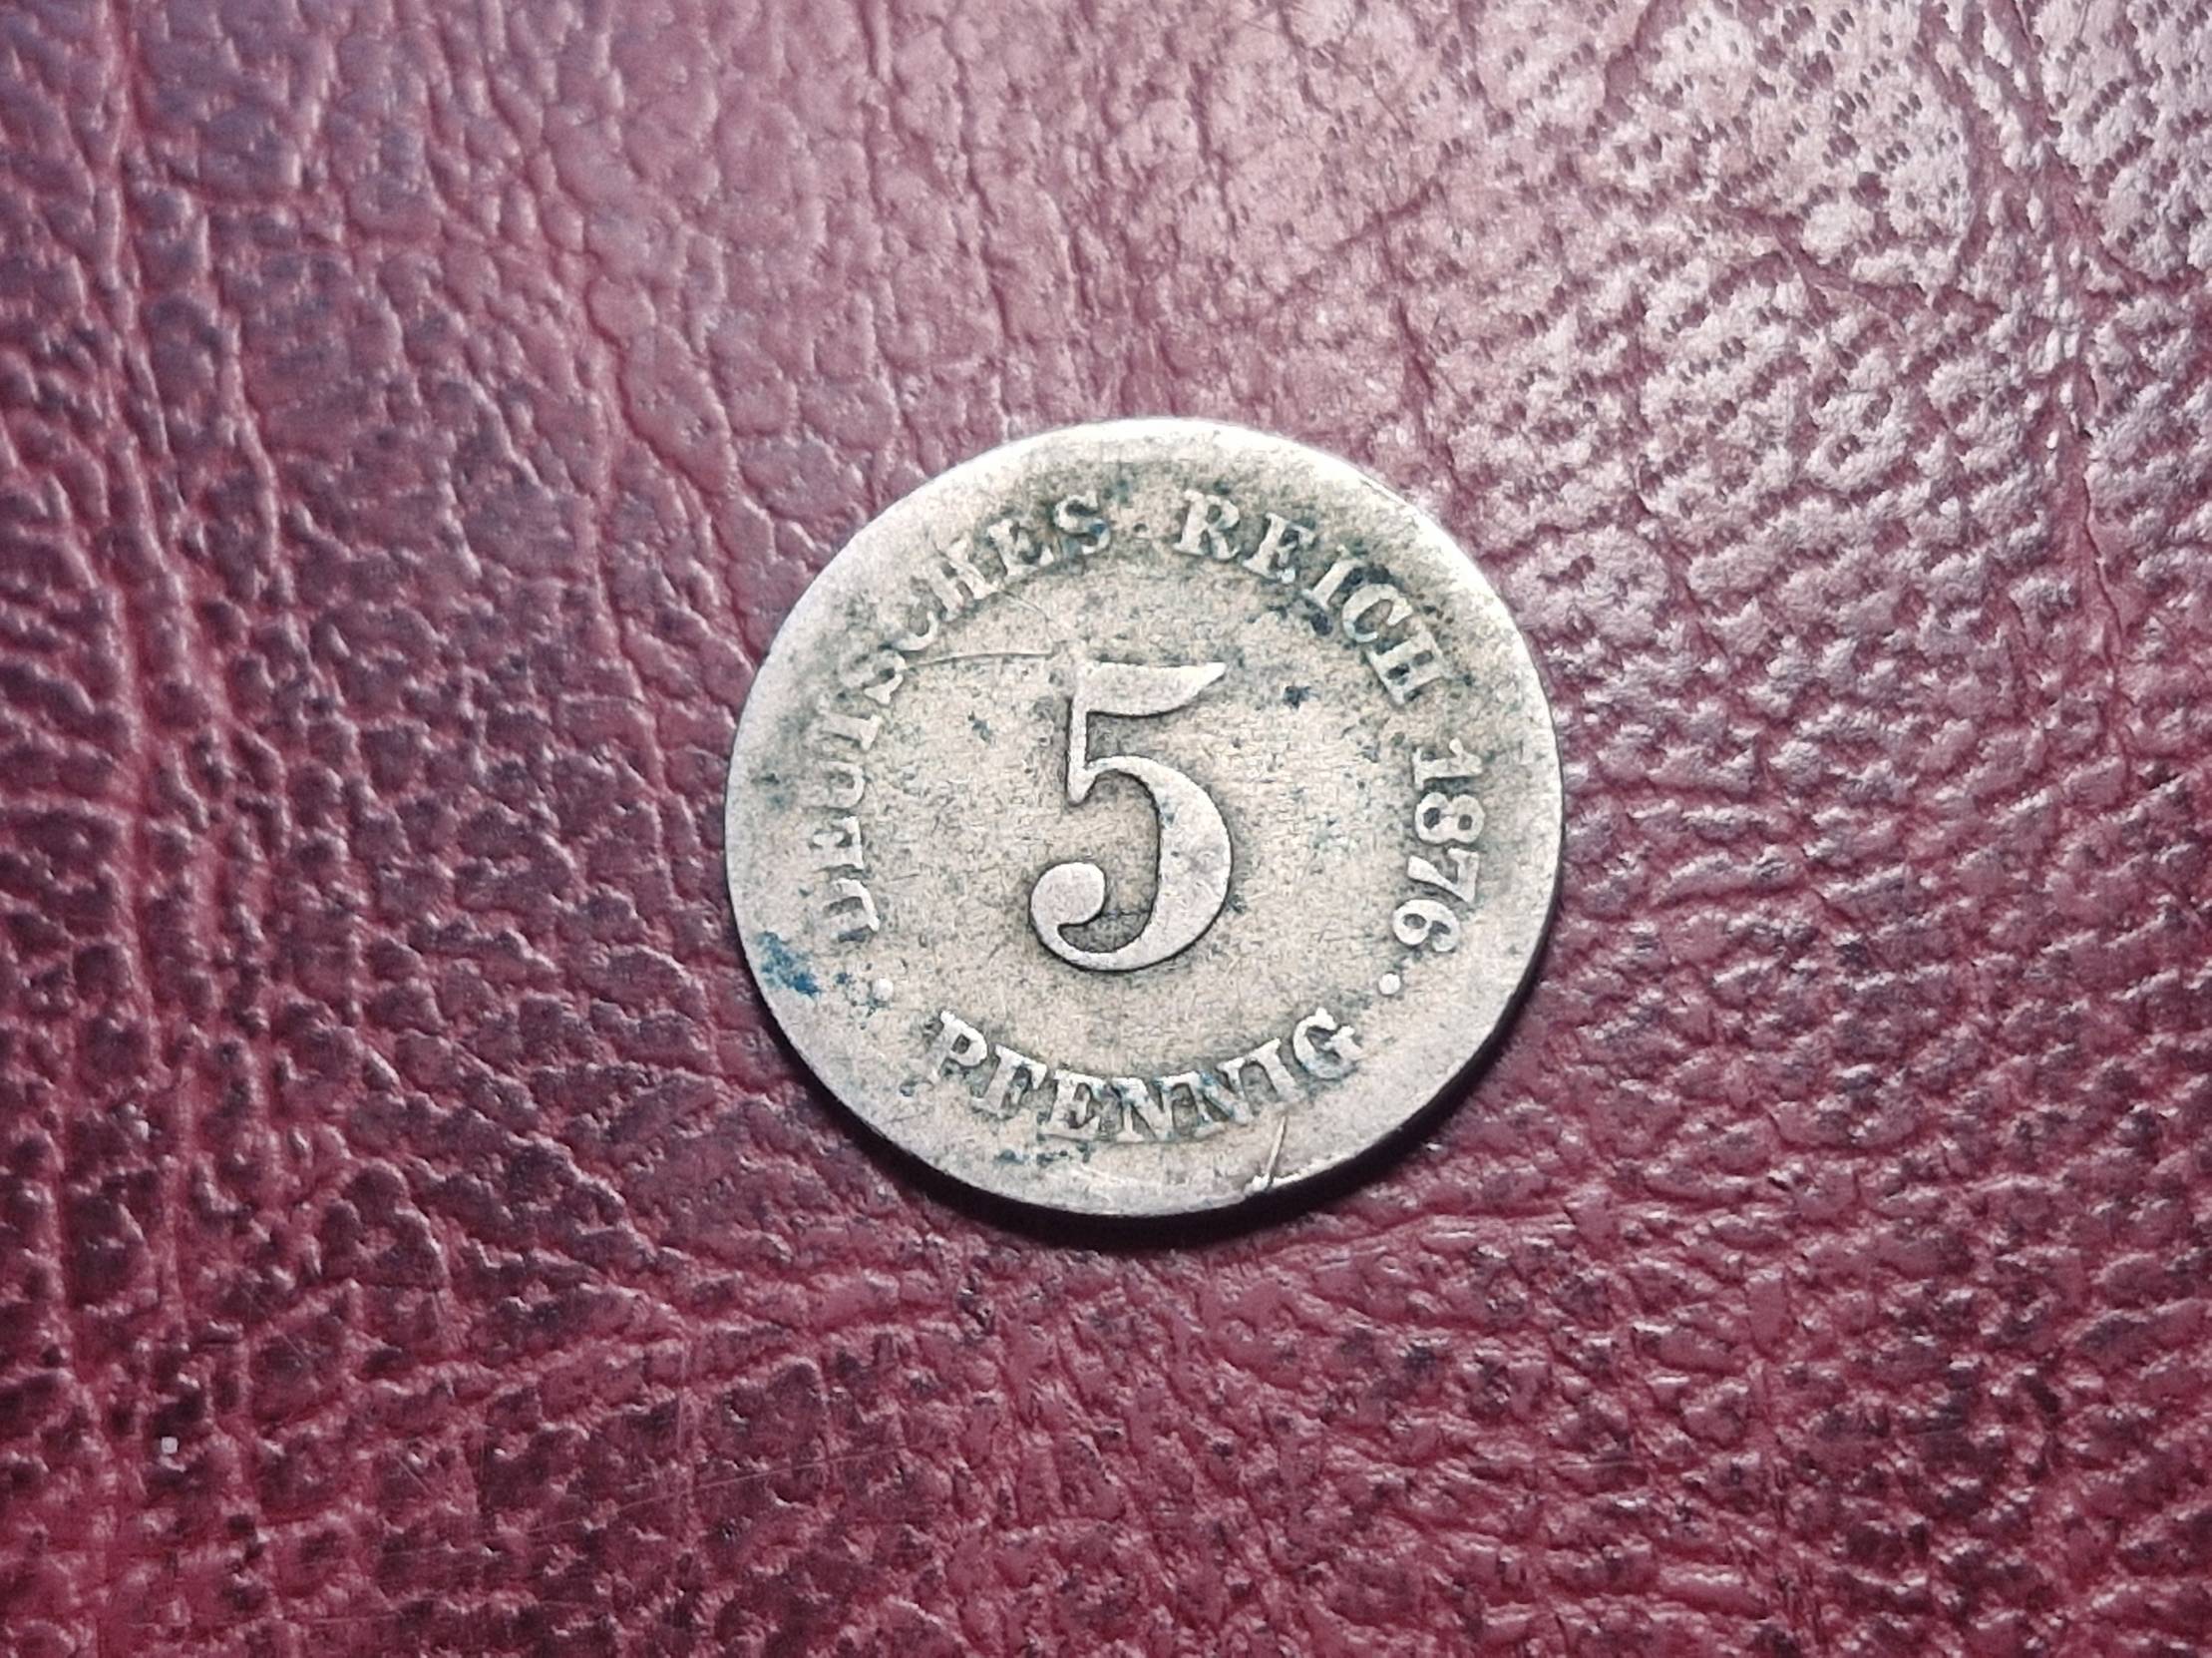 DEUTSCHES REICH 1876
5
PFENNIG